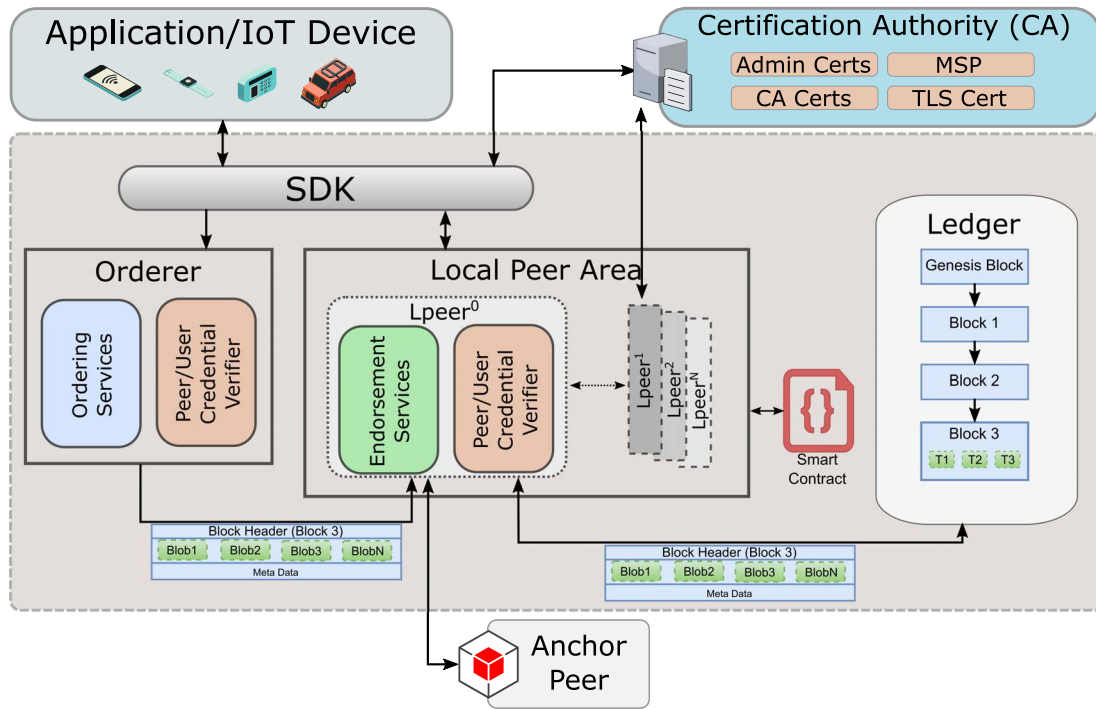 Application/IoT Device
Certification Authority (CA)
Admin Certs
MSP
CA Certs
TLS Cert
SDK
Orderer
Ordering
Services
Peer/User
Credential
Verifier
Local Peer Area
Lpeer⁰
Endorsement
Services
Peer/User
Credential
Verifier
Lpeer¹
Lpeer²
Lpeerᴺ
{}
Smart
Contract
Ledger
Genesis Block
Block 1
Block 2
Block 3
T1 T2 T3
Block Header (Block 3)
Blob1 Blob2 Blob3 BlobN
Meta Data
Block Header (Block 3)
Blob1 Blob2 Blob3 BlobN
Meta Data
Anchor
Peer